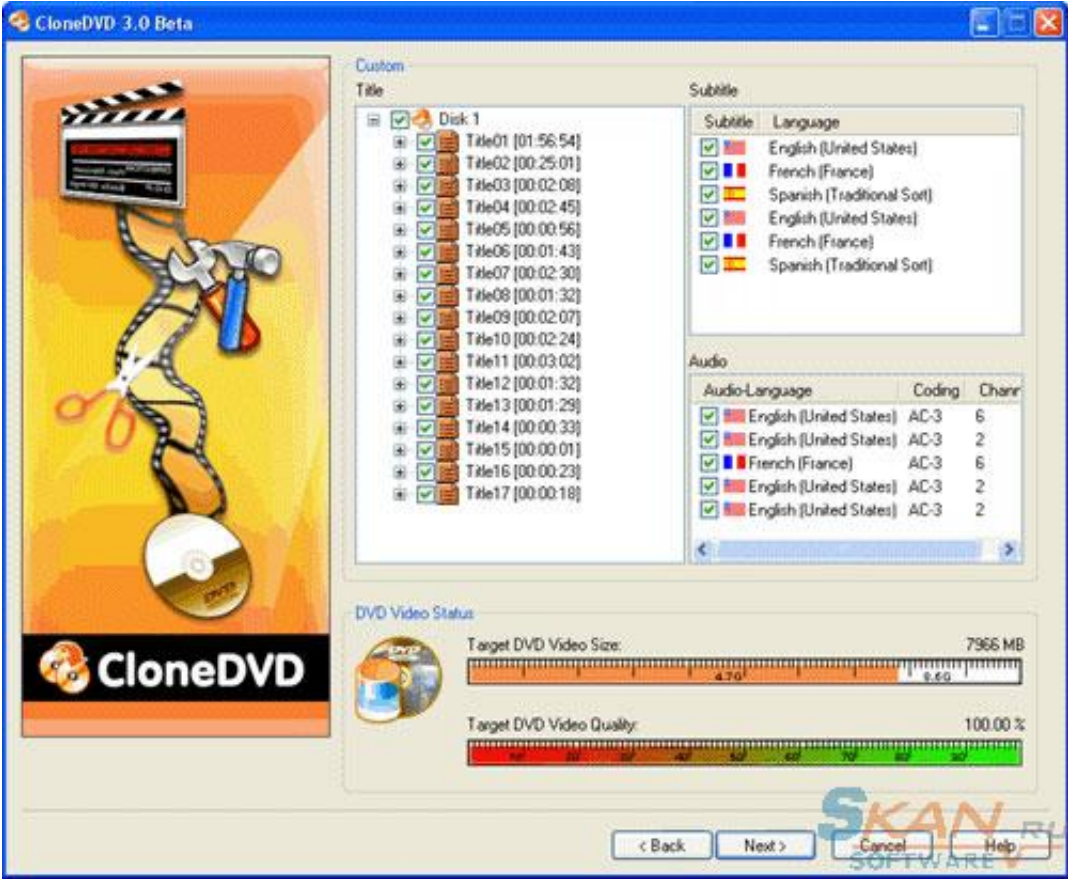 CloneDVD 3.0 Beta
Custom
Title
Disk 1
Title01 [01:56:54]
Title02 [00:25:01]
Title03 [00:02:08]
Title04 [00:02:45]
Title05 [00:00:56]
Title06 [00:01:43]
Title07 [00:02:30]
Title08 [00:01:32]
Title09 [00:02:07]
Title10 [00:02:24]
Title11 [00:03:02]
Title12 [00:01:32]
Title13 [00:01:29]
Title14 [00:00:33]
Title15 [00:00:01]
Title16 [00:00:23]
Title17 [00:00:18]
Subtitle
Subtitle Language
English (United States)
French (France)
Spanish (Traditional Sort)
English (United States)
French (France)
Spanish (Traditional Sort)
Audio
Audio-Language Coding Chanr
English (United States) AC-3 6
English (United States) AC-3 2
French (France) AC-3 6
English (United States) AC-3 2
English (United States) AC-3 2
DVD
CloneDVD
DVD Video Status
DVD
Target DVD Video Size: 7966 MB
4.7G 8.6G
Target DVD Video Quality: 100.00 %
10 20 30 40 50 60 70 80 90
< Back Next > Cancel Help
SKAN RU
SOFTWARE V